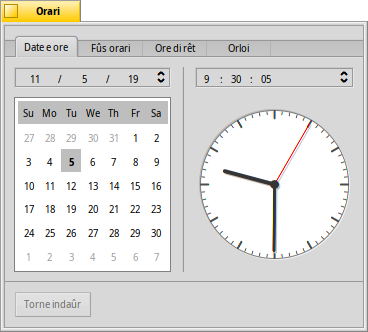 Orari
Date e ore Fûs orari Ore di rêt Orloi
11 / 5 / 19 9 : 30 : 05
Su Mo Tu We Th Fr Sa
27 28 29 30 31 1 2
3 4 5 6 7 8 9
10 11 12 13 14 15 16
17 18 19 20 21 22 23
24 25 26 27 28 29 30
1 2 3 4 5 6 7
Torne indaûr